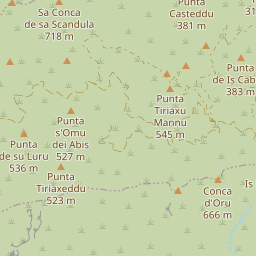 Sa Conca
de sa Scandula
718 m
Punta
Casteddu
381 m
Punta
de Is Cab
383 m
Punta
Tiriaxu
Mannu
545 m
Punta
s'Omu
dei Abis
527 m
Punta
de su Luru
536 m
Punta
Tiriaxeddu
523 m
Conca
d'Oru
666 m
Is